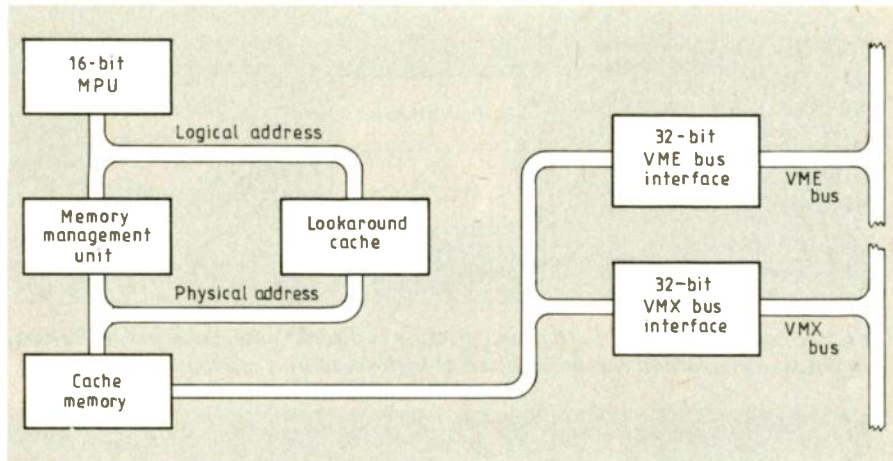 16-bit
MPU
Logical address
Memory
management
unit
Lookaround
cache
Physical address
Cache
memory
32-bit
VME bus
interface
VME
bus
32-bit
VMX bus
interface
VMX
bus